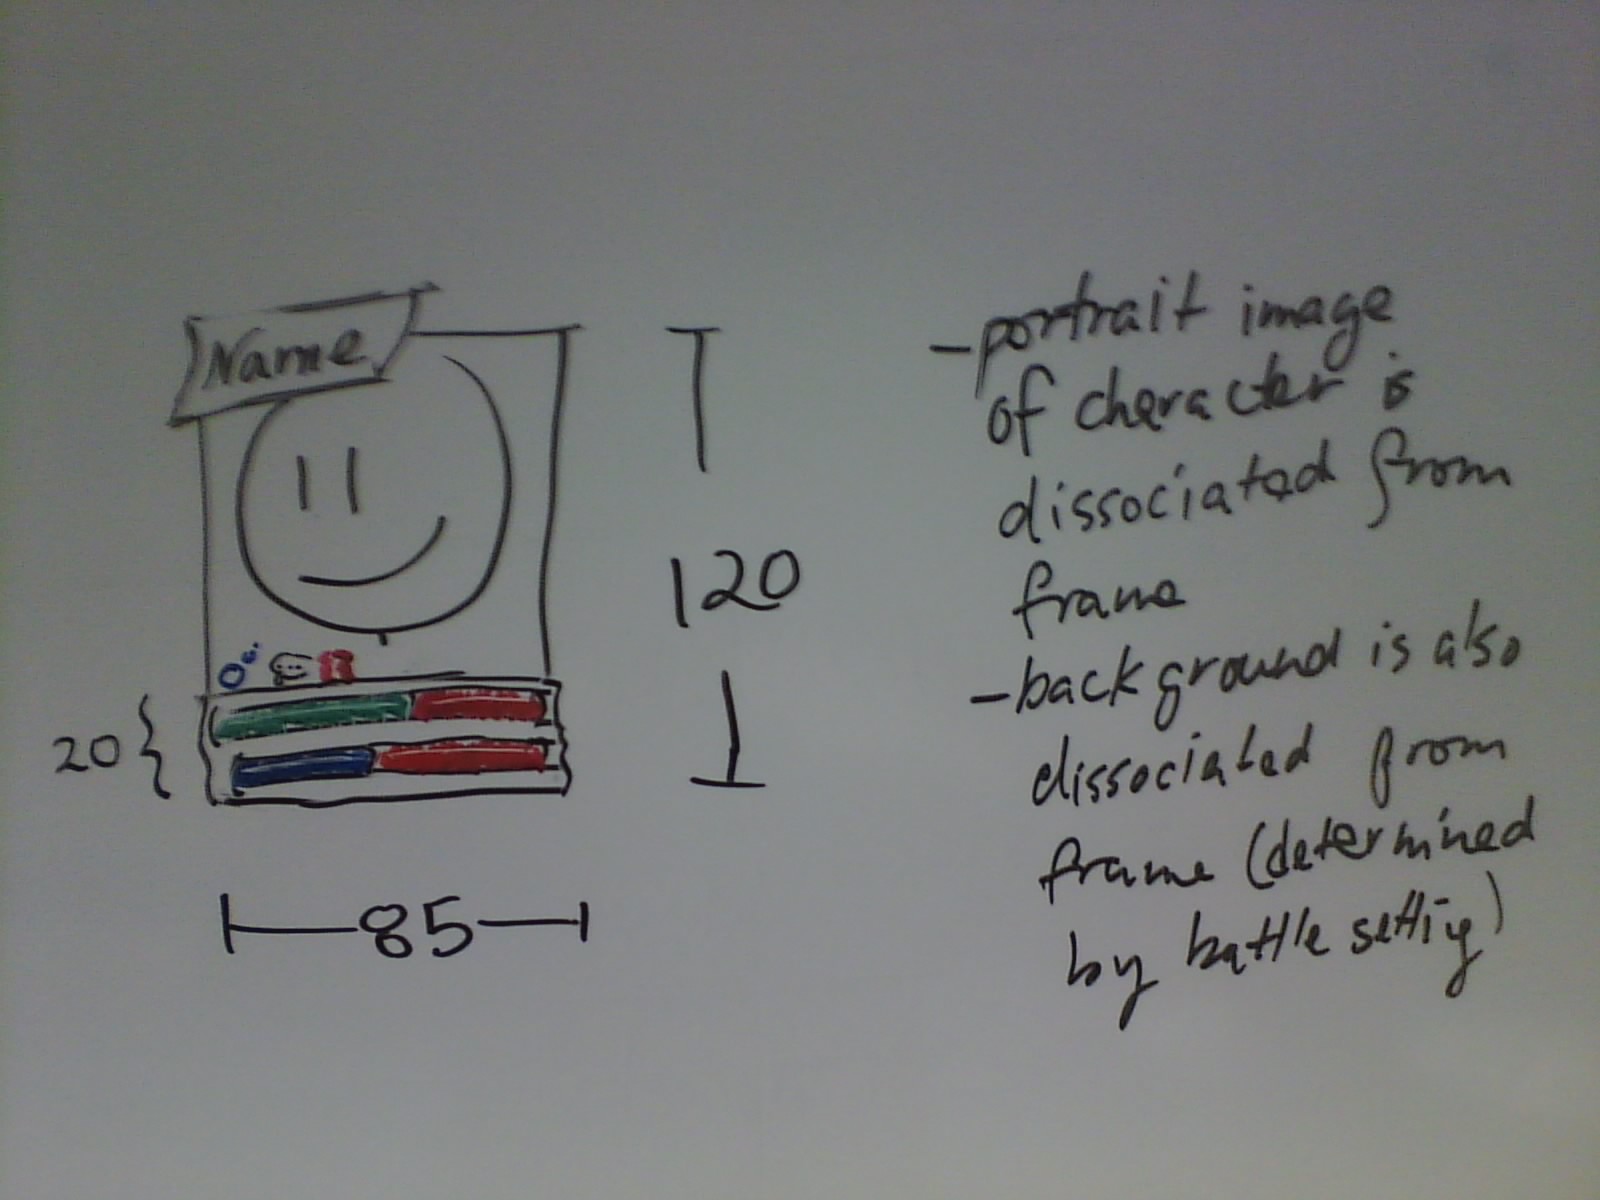 Name
120
20
85
- portrait image
of character is
dissociated from
frame
- background is also
dissociated from
frame (determined
by battle setting)